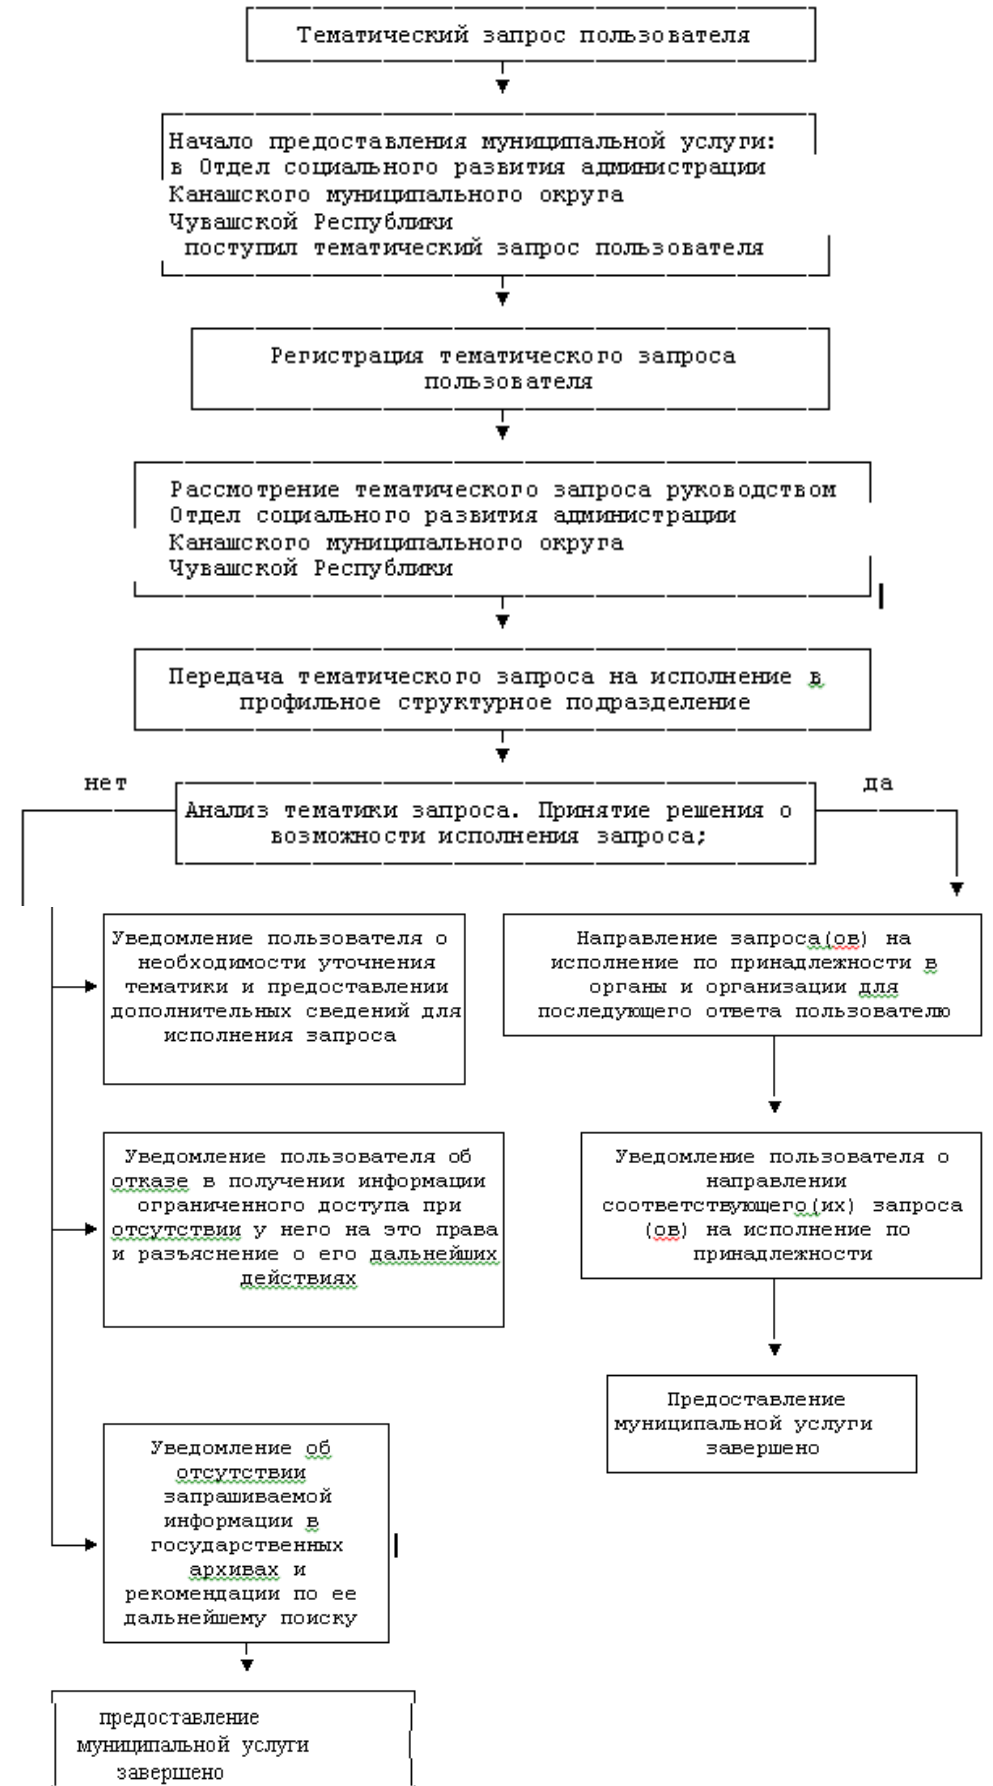 Тематический запрос пользователя
Начало предоставления муниципальной услуги:
в Отдел социального развития администрации
Канашского муниципального округа
Чувашской Республики
поступил тематический запрос пользователя
Регистрация тематического запроса
пользователя
Рассмотрение тематического запроса руководством
Отдел социального развития администрации
Канашского муниципального округа
Чувашской Республики
Передача тематического запроса на исполнение в
профильное структурное подразделение
нет
да
Анализ тематики запроса. Принятие решения о
возможности исполнения запроса;
Уведомление пользователя о
необходимости уточнения
тематики и предоставлении
дополнительных сведений для
исполнения запроса
Направление запроса(ов) на
исполнение по принадлежности в
органы и организации для
последующего ответа пользователю
Уведомление пользователя об
отказе в получении информации
ограниченного доступа при
отсутствии у него на это права
и разъяснение о его дальнейших
действиях
Уведомление пользователя о
направлении
соответствующего(их) запроса
(ов) на исполнение по
принадлежности
Предоставление
муниципальной услуги
завершено
Уведомление об
отсутствии
запрашиваемой
информации в
государственных
архивах и
рекомендации по ее
дальнейшему поиску
предоставление
муниципальной услуги
завершено